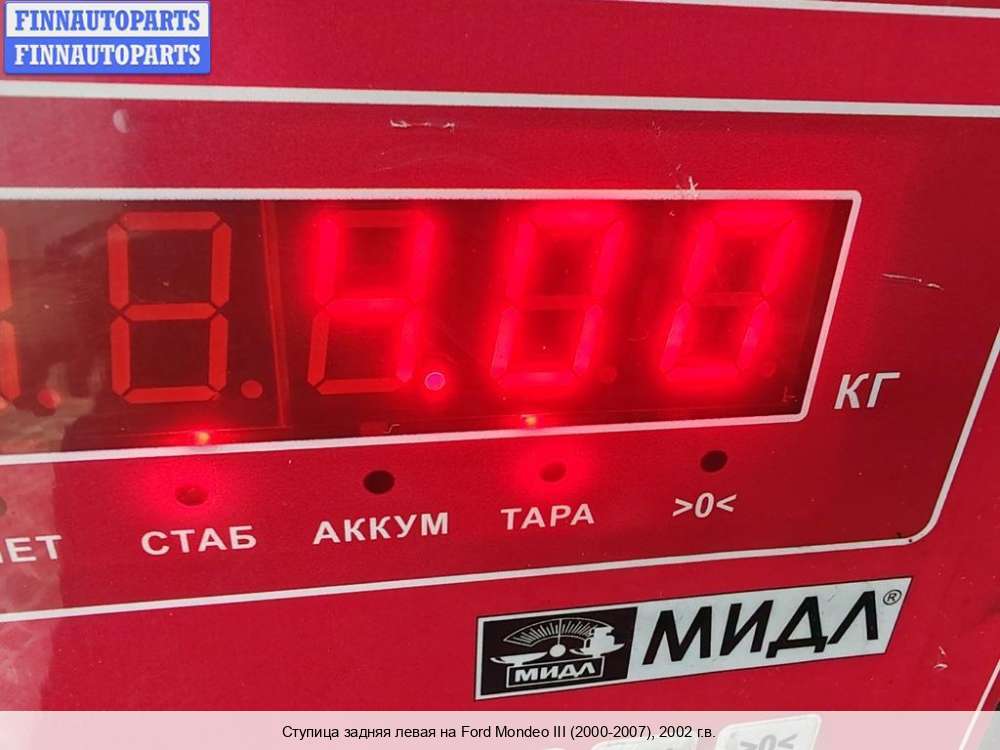 FINNAUTOPARTS
FINNAUTOPARTS
4.00
КГ
СТАБ
АККУМ
ТАРА
>0<
МИДЛ
МИДЛ®
>0<
Ступица задняя левая на Ford Mondeo III (2000-2007), 2002 г.в.